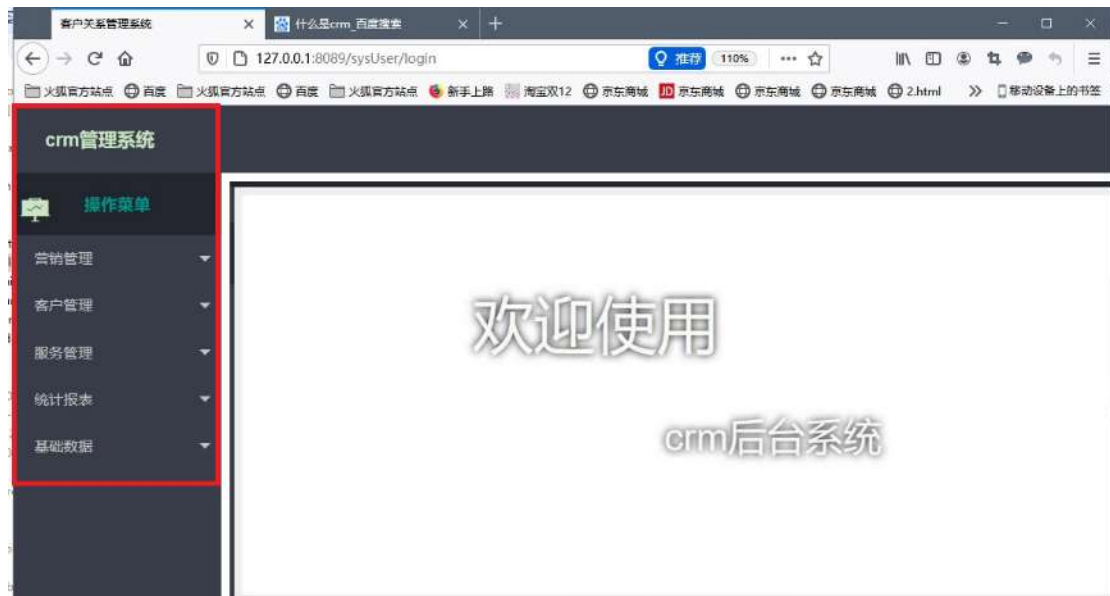 客户关系管理系统
什么是crm_百度搜索
127.0.0.1:8089/sysUser/login
推荐
110%
火狐官方站点 百度 火狐官方站点 百度 火狐官方站点 新手上路 淘宝双12 京东商城 JD 京东商城 京东商城 京东商城 2.html 移动设备上的书签
crm管理系统
操作菜单
营销管理
客户管理
服务管理
统计报表
基础数据
欢迎使用
crm后台系统